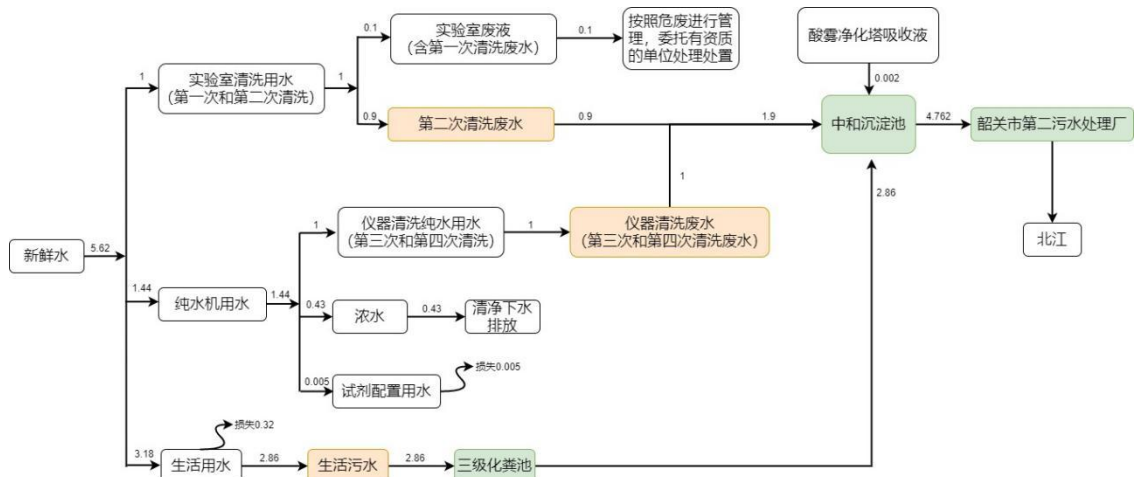 0.1
实验室废液
(含第一次清洗废水)
0.1
按照危废进行管
理，委托有资质
的单位处理处置
酸雾净化塔吸收液
0.002
1
实验室清洗用水
(第一次和第二次清洗)
1
0.9
第二次清洗废水
0.9
1.9
中和沉淀池
4.762
韶关市第二污水处理厂
1
2.86
北江
新鲜水
5.62
1
仪器清洗纯水用水
(第三次和第四次清洗)
1
仪器清洗废水
(第三次和第四次清洗废水)
1.44
纯水机用水
1.44
0.43
浓水
0.43
清净下水
排放
0.005
试剂配置用水
损失0.005
3.18
生活用水
损失0.32
2.86
生活污水
2.86
三级化粪池